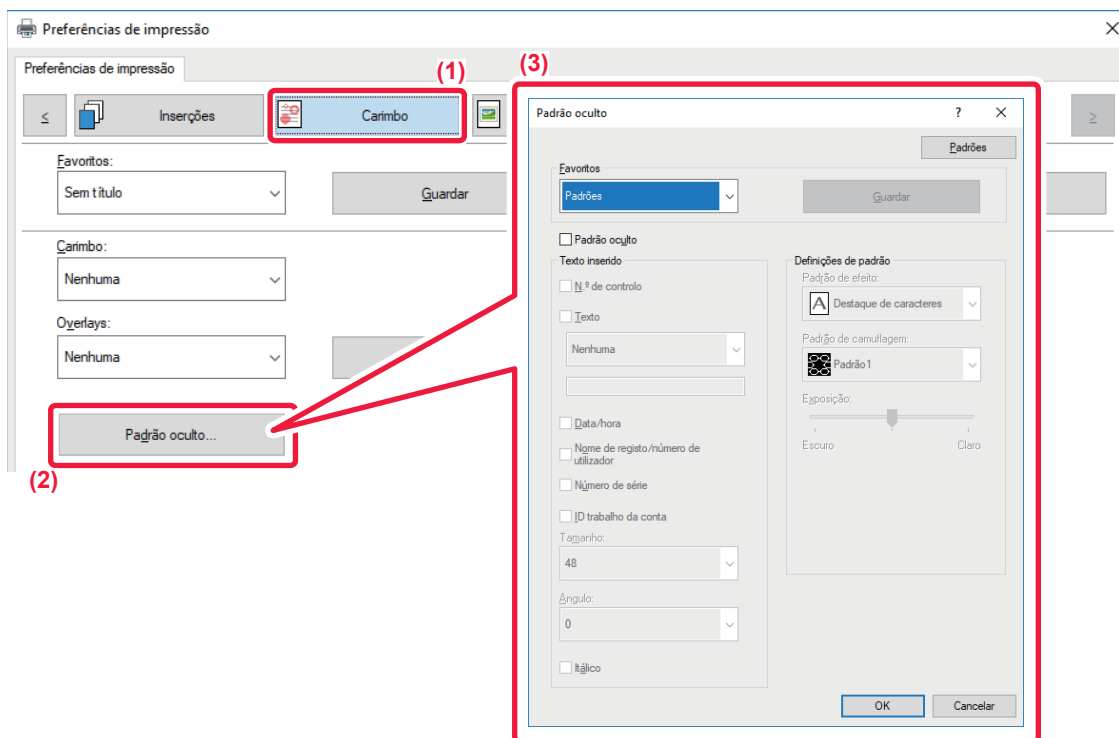 Preferências de impressão
Preferências de impressão
(1)
(3)
<
Inserções
Carimbo
>
Favoritos:
Sem título
Guardar
Carimbo:
Nenhuma
Overlays:
Nenhuma
Padrão oculto...
(2)
Padrão oculto
?
Padrões
Favoritos
Padrões
Guardar
Padrão oculto
Texto inserido
N.º de controlo
Texto
Nenhuma
Data/hora
Nome de registo/número de
utilizador
Número de série
ID trabalho da conta
Tamanho:
48
Ângulo:
0
Itálico
Definições de padrão
Padrão de efeito:
A Destaque de caracteres
Padrão de camuflagem:
Padrão1
Exposição:
Escuro
Claro
OK
Cancelar